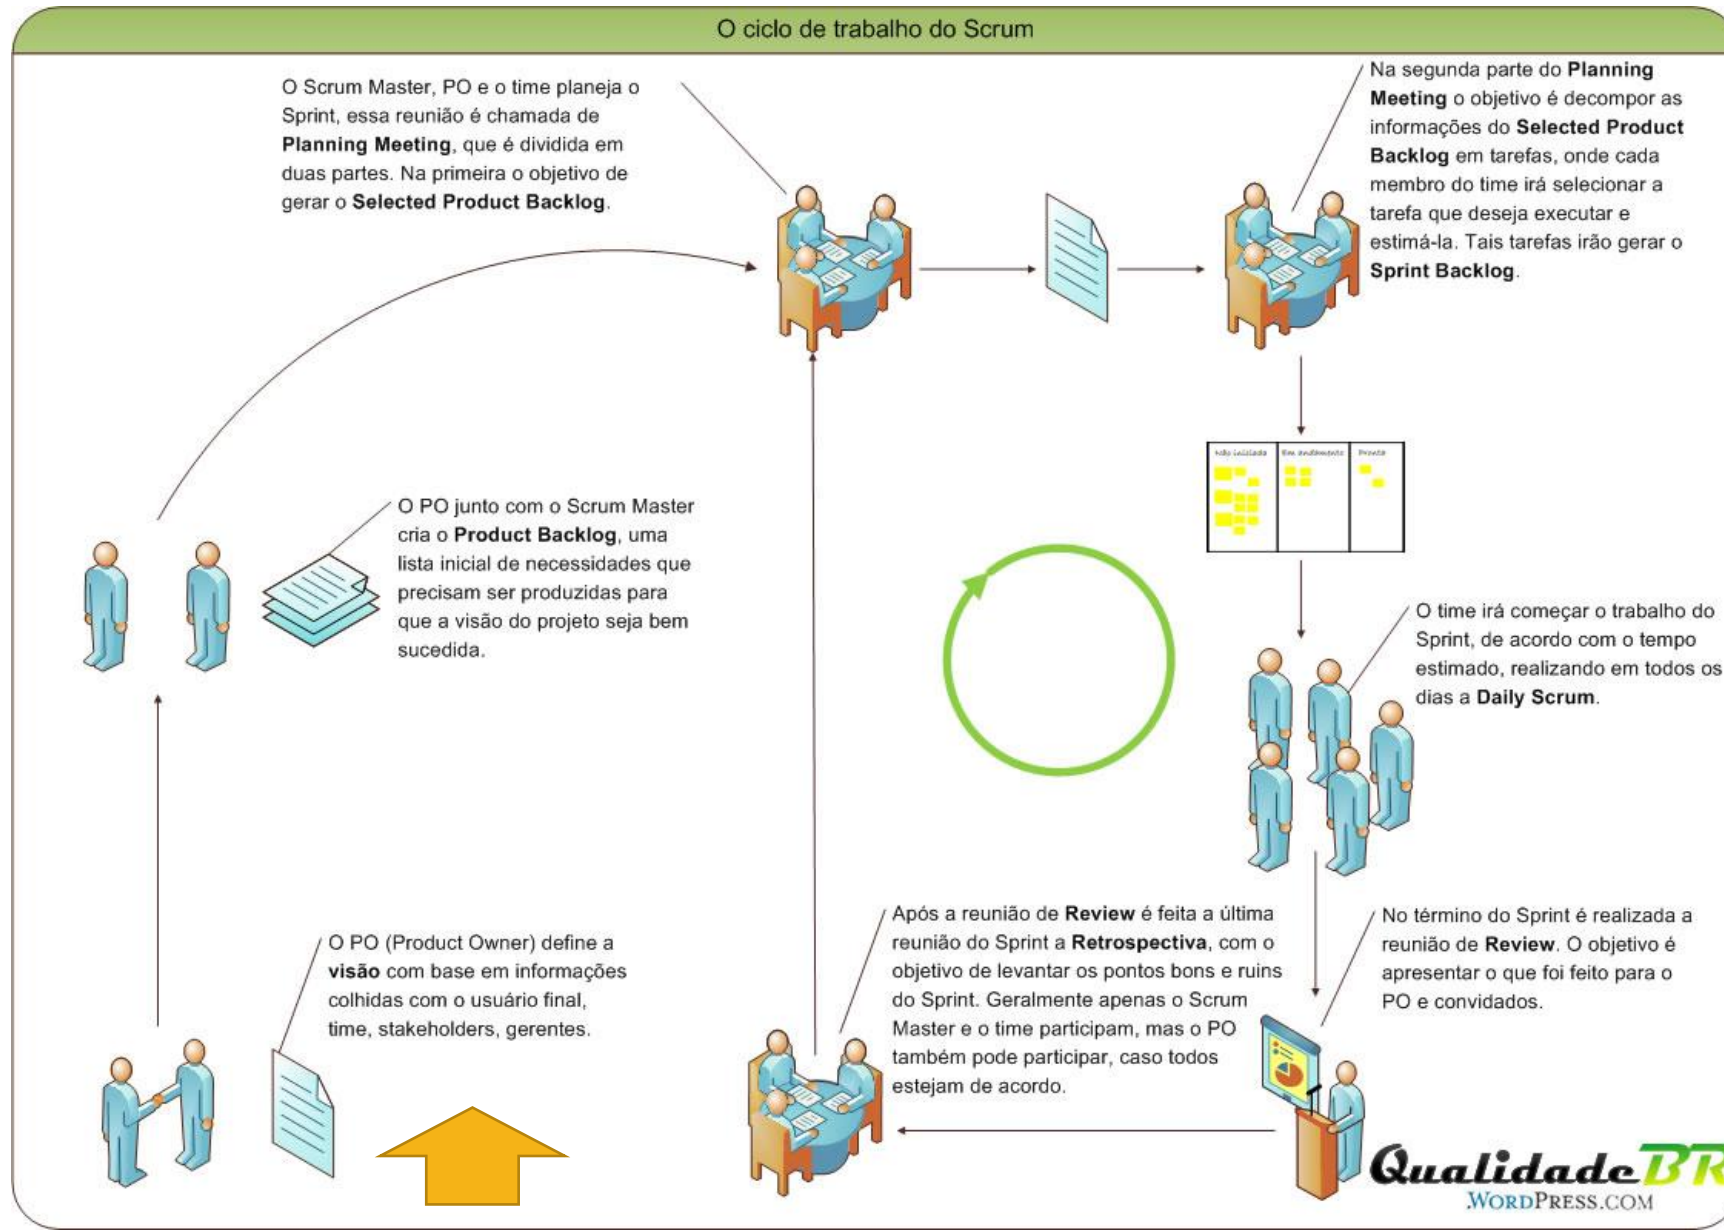 O ciclo de trabalho do Scrum
O Scrum Master, PO e o time planeja o
Sprint, essa reunião é chamada de
Planning Meeting, que é dividida em
duas partes. Na primeira o objetivo de
gerar o Selected Product Backlog.
Na segunda parte do Planning
Meeting o objetivo é decompor as
informações do Selected Product
Backlog em tarefas, onde cada
membro do time irá selecionar a
tarefa que deseja executar e
estimá-la. Tais tarefas irão gerar o
Sprint Backlog.
Não iniciada
Em andamento
Pronta
O PO junto com o Scrum Master
cria o Product Backlog, uma
lista inicial de necessidades que
precisam ser produzidas para
que a visão do projeto seja bem
sucedida.
O time irá começar o trabalho do
Sprint, de acordo com o tempo
estimado, realizando em todos os
dias a Daily Scrum.
O PO (Product Owner) define a
visão com base em informações
colhidas com o usuário final,
time, stakeholders, gerentes.
Após a reunião de Review é feita a última
reunião do Sprint a Retrospectiva, com o
objetivo de levantar os pontos bons e ruins
do Sprint. Geralmente apenas o Scrum
Master e o time participam, mas o PO
também pode participar, caso todos
estejam de acordo.
No término do Sprint é realizada a
reunião de Review. O objetivo é
apresentar o que foi feito para o
PO e convidados.
QualidadeBR
.WORDPRESS.COM